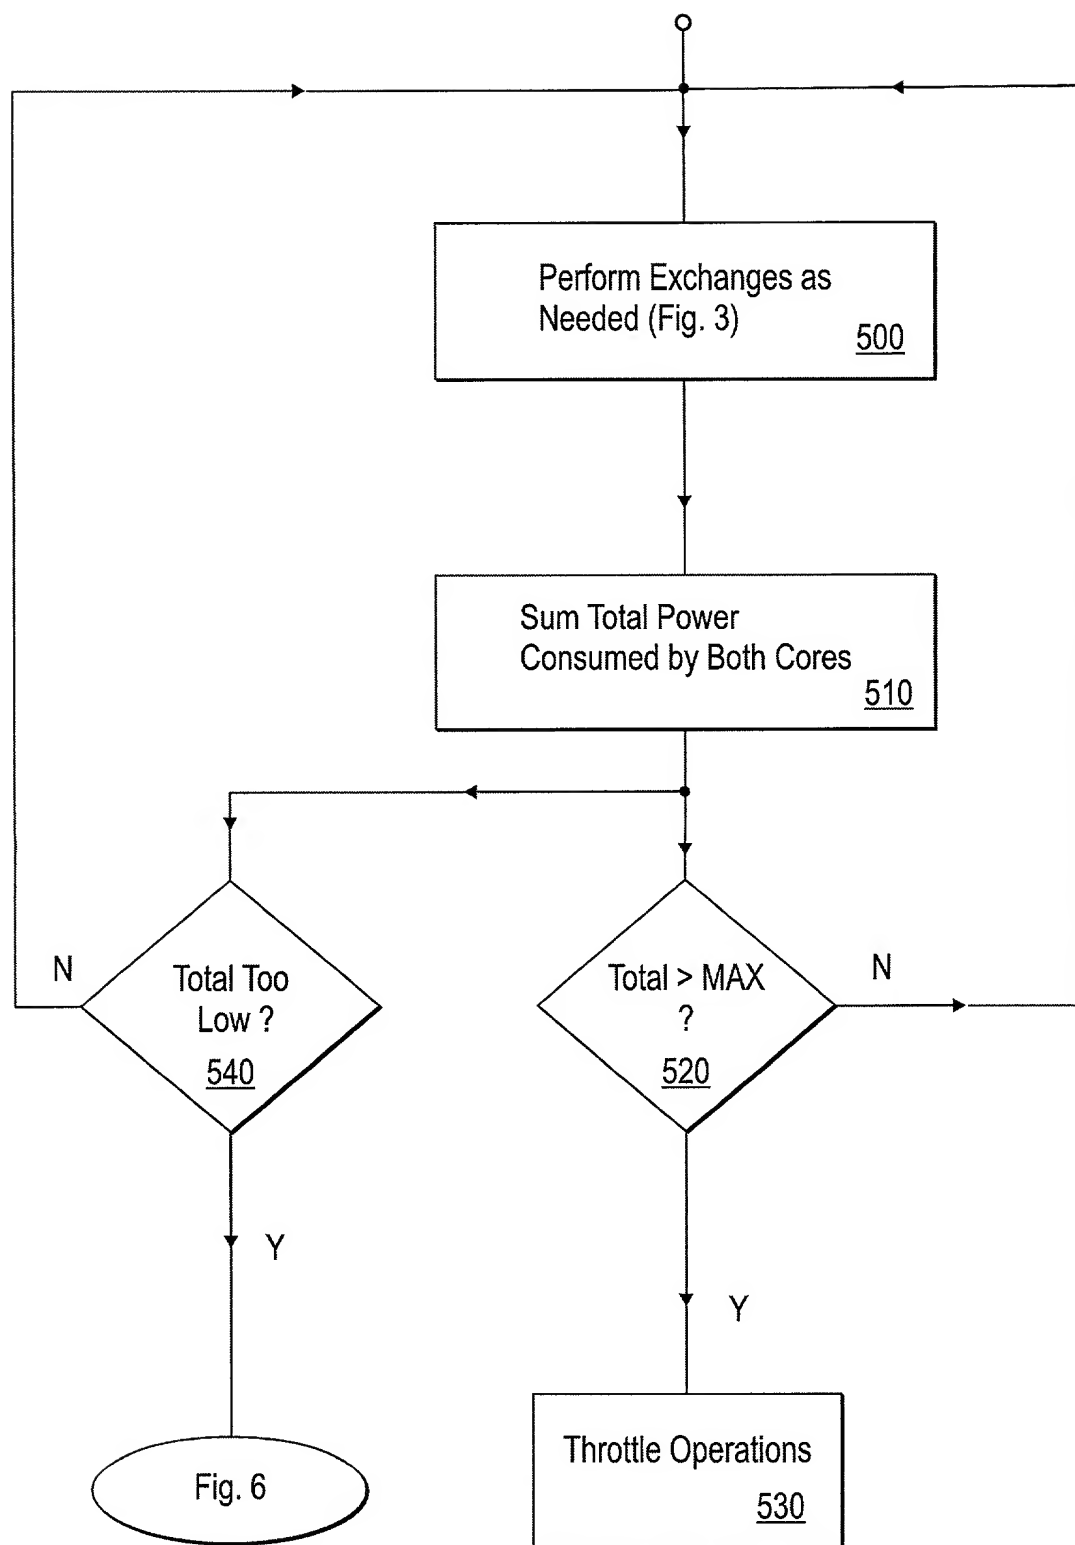 Perform Exchanges as
Needed (Fig. 3)
500
Sum Total Power
Consumed by Both Cores
510
N
Total Too
Low ?
540
Total > MAX
?
520
N
Y
Y
Fig. 6
Throttle Operations
530